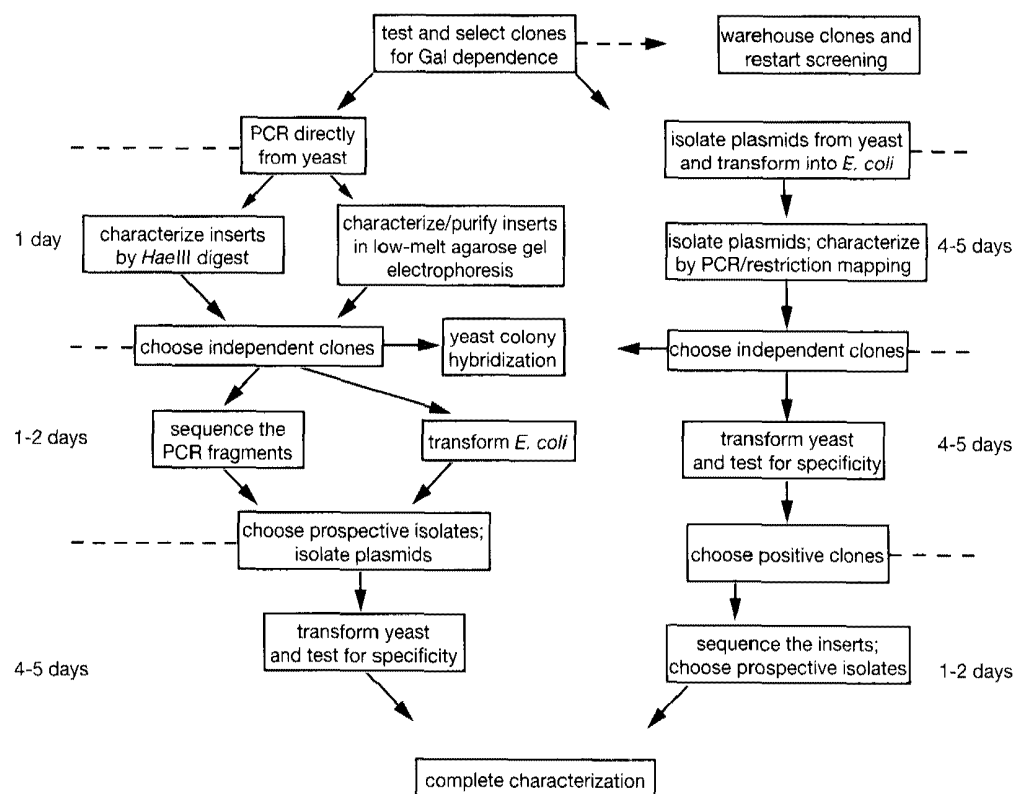 test and select clones
for Gal dependence
warehouse clones and
restart screening
PCR directly
from yeast
isolate plasmids from yeast
and transform into E. coli
1 day
characterize inserts
by HaeIII digest
characterize/purify inserts
in low-melt agarose gel
electrophoresis
isolate plasmids; characterize
by PCR/restriction mapping
4-5 days
choose independent clones
yeast colony
hybridization
choose independent clones
1-2 days
sequence the
PCR fragments
transform E. coli
transform yeast
and test for specificity
4-5 days
choose prospective isolates;
isolate plasmids
choose positive clones
4-5 days
transform yeast
and test for specificity
sequence the inserts;
choose prospective isolates
1-2 days
complete characterization